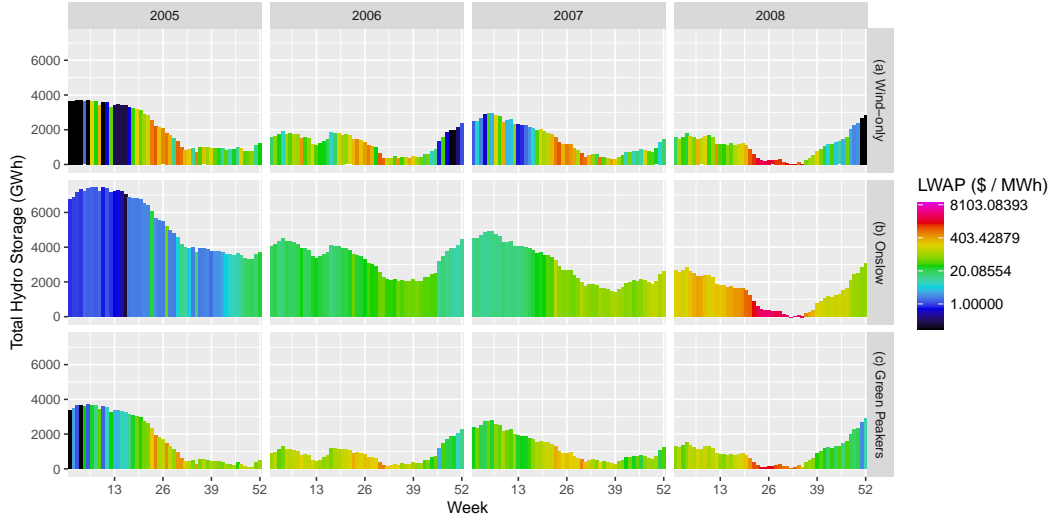 2005 2006 2007 2008
6000
4000
2000
0
(a) Wind−only
6000
4000
2000
0
(b) Onslow
6000
4000
2000
0
(c) Green Peakers
13 26 39 52 13 26 39 52 13 26 39 52 13 26 39 52
Week
Total Hydro Storage (GWh)
LWAP ($ / MWh)
8103.08393
403.42879
20.08554
1.00000